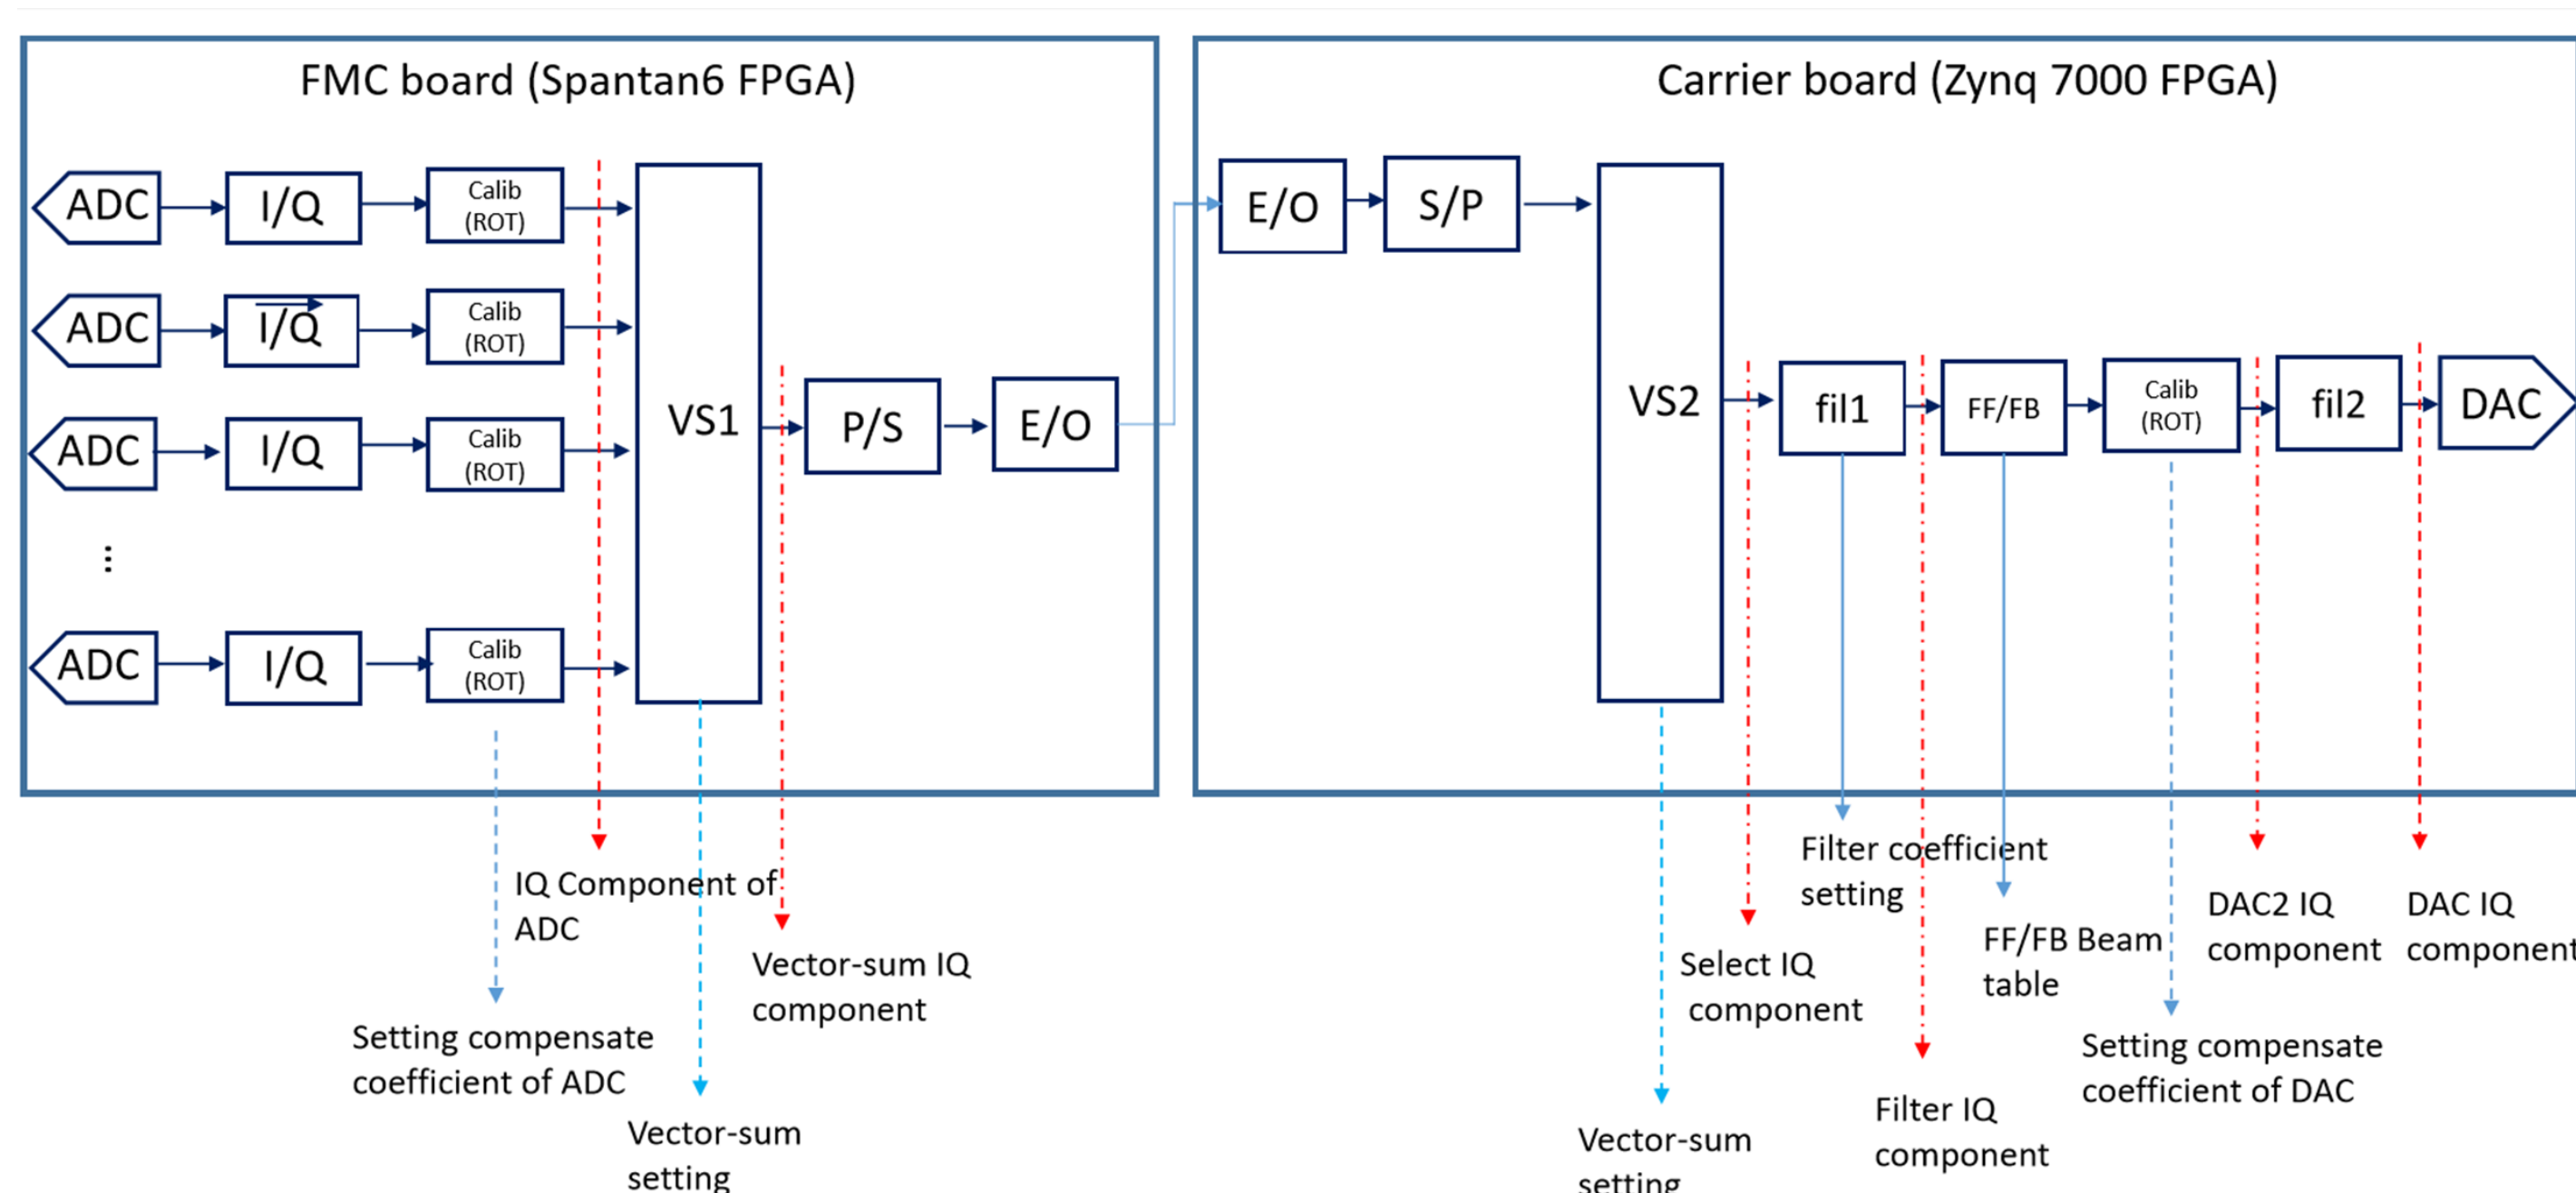 FMC board (Spantan6 FPGA)
Carrier board (Zynq 7000 FPGA)
ADC
I/Q
Calib
(ROT)
ADC
I/Q
Calib
(ROT)
ADC
I/Q
Calib
(ROT)
...
ADC
I/Q
Calib
(ROT)
VS1
P/S
E/O
E/O
S/P
VS2
fil1
FF/FB
Calib
(ROT)
fil2
DAC
IQ Component of
ADC
Setting compensate
coefficient of ADC
Vector-sum IQ
component
Vector-sum
setting
Filter coefficient
setting
Select IQ
component
FF/FB Beam
table
DAC2 IQ
component
DAC IQ
component
Setting compensate
coefficient of DAC
Filter IQ
component
Vector-sum
setting